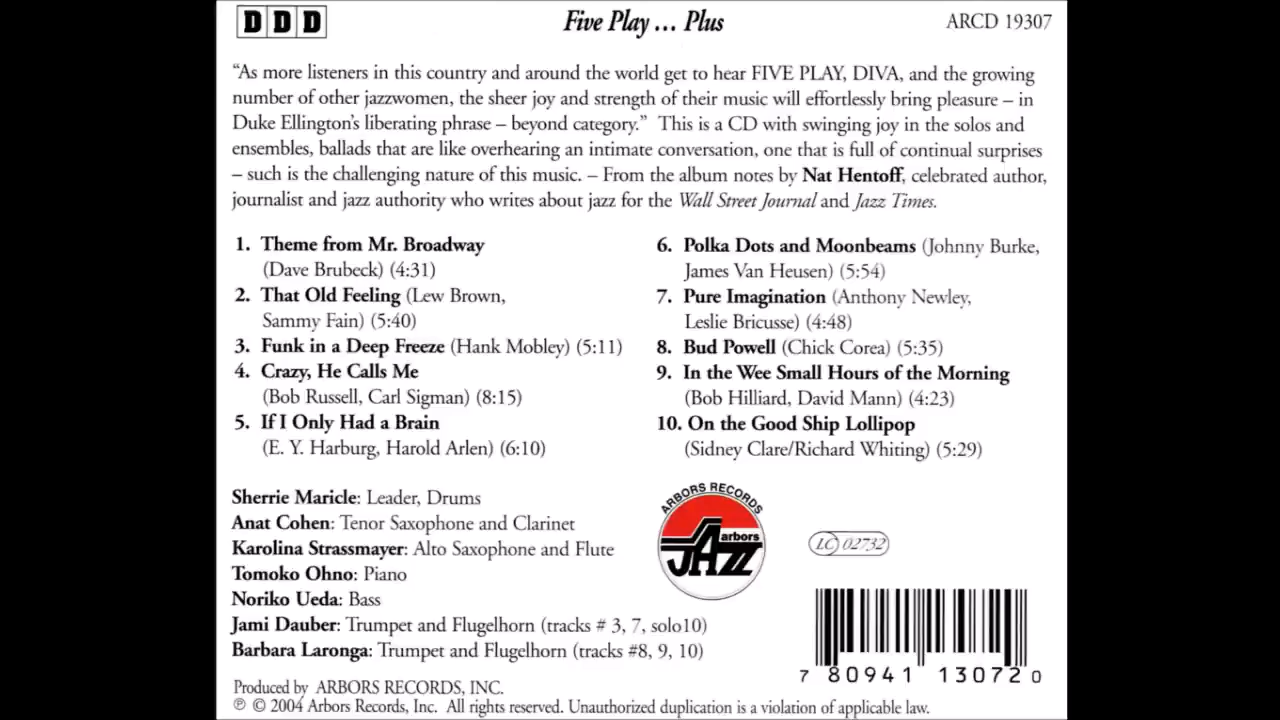 DDD
Five Play ... Plus
ARCD 19307
“As more listeners in this country and around the world get to hear FIVE PLAY, DIVA, and the growing
number of other jazzwomen, the sheer joy and strength of their music will effortlessly bring pleasure – in
Duke Ellington's liberating phrase – beyond category.” This is a CD with swinging joy in the solos and
ensembles, ballads that are like overhearing an intimate conversation, one that is full of continual surprises
– such is the challenging nature of this music. – From the album notes by Nat Hentoff, celebrated author,
journalist and jazz authority who writes about jazz for the Wall Street Journal and Jazz Times.
1. Theme from Mr. Broadway
(Dave Brubeck) (4:31)
2. That Old Feeling (Lew Brown,
Sammy Fain) (5:40)
3. Funk in a Deep Freeze (Hank Mobley) (5:11)
4. Crazy, He Calls Me
(Bob Russell, Carl Sigman) (8:15)
5. If I Only Had a Brain
(E. Y. Harburg, Harold Arlen) (6:10)
6. Polka Dots and Moonbeams (Johnny Burke,
James Van Heusen) (5:54)
7. Pure Imagination (Anthony Newley,
Leslie Bricusse) (4:48)
8. Bud Powell (Chick Corea) (5:35)
9. In the Wee Small Hours of the Morning
(Bob Hilliard, David Mann) (4:23)
10. On the Good Ship Lollipop
(Sidney Clare/Richard Whiting) (5:29)
Sherrie Maricle: Leader, Drums
Anat Cohen: Tenor Saxophone and Clarinet
Karolina Strassmayer: Alto Saxophone and Flute
Tomoko Ohno: Piano
Noriko Ueda: Bass
Jami Dauber: Trumpet and Flugelhorn (tracks # 3, 7, solo10)
Barbara Laronga: Trumpet and Flugelhorn (tracks #8, 9, 10)
ARBORS RECORDS
arbors
JAZZ
LC 02732
7 80941 13072 0
Produced by ARBORS RECORDS, INC.
℗ © 2004 Arbors Records, Inc. All rights reserved. Unauthorized duplication is a violation of applicable law.